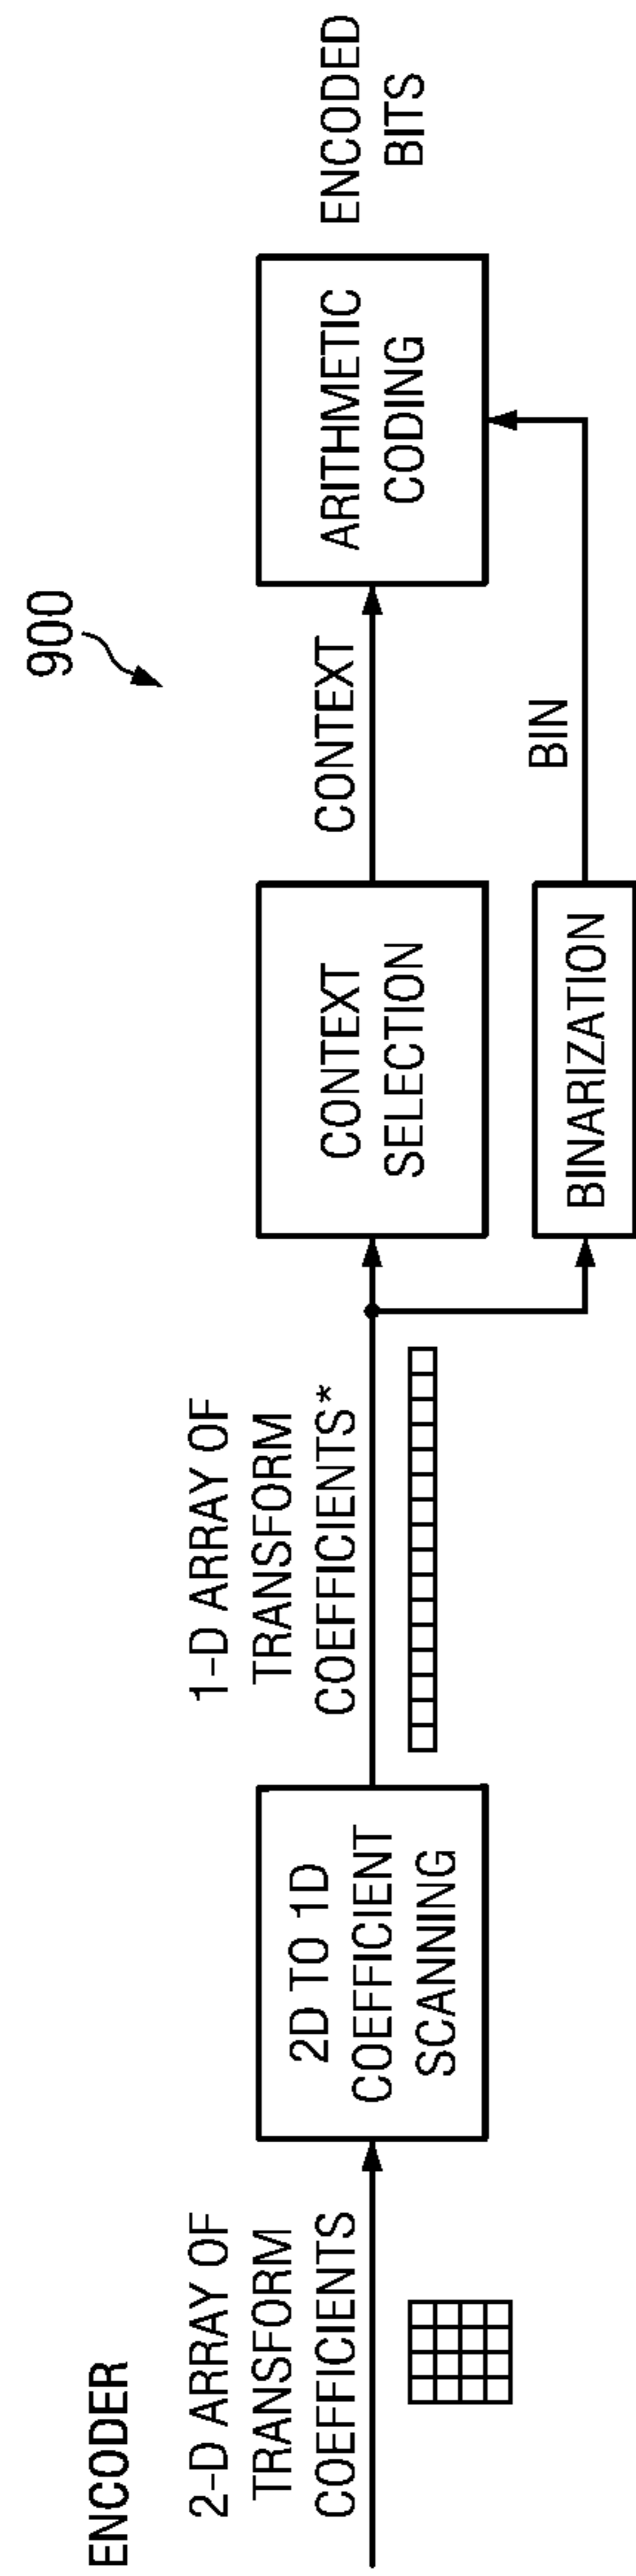 ENCODER
900
2-D ARRAY OF
TRANSFORM
COEFFICIENTS
2D TO 1D
COEFFICIENT
SCANNING
1-D ARRAY OF
TRANSFORM
COEFFICIENTS*
CONTEXT
SELECTION
BINARIZATION
CONTEXT
BIN
ARITHMETIC
CODING
ENCODED
BITS